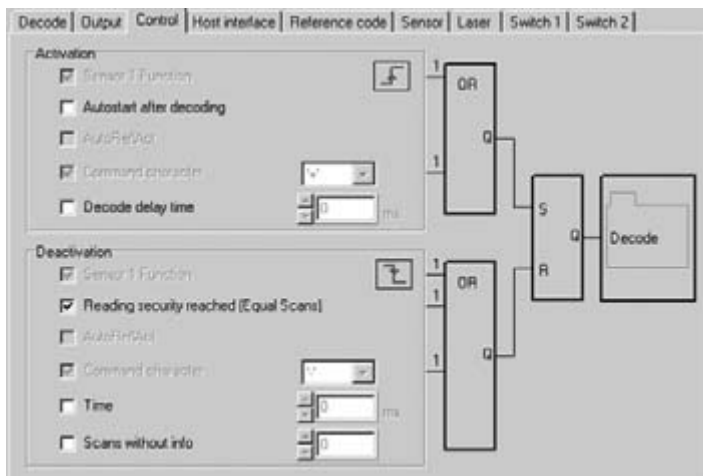 Decode Output Control Host interface Reference code Sensor Laser Switch 1 Switch 2
Activation
Sensor 1 Function
Autostart after decoding
AutoReflAct
Command character
Decode delay time 0 ms
1
OR
1
Q
S
Q
R
Decode
Deactivation
Sensor 1 Function
Reading security reached (Equal Scans)
AutoReflAct
Command character
Time 0 ms
Scans without info 0
1
OR
1
1
Q